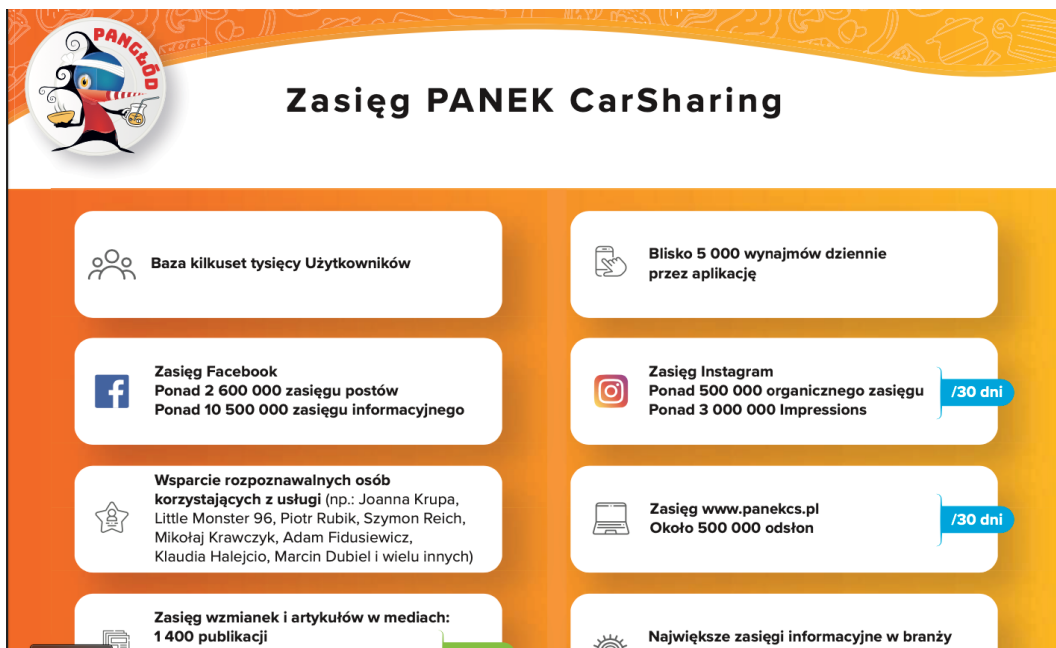 PANGŁÓD
Zasięg PANEK CarSharing
Baza kilkuset tysięcy Użytkowników
Blisko 5 000 wynajmów dziennie
przez aplikację
Zasięg Facebook
Ponad 2 600 000 zasięgu postów
Ponad 10 500 000 zasięgu informacyjnego
Zasięg Instagram
Ponad 500 000 organicznego zasięgu
Ponad 3 000 000 Impressions
/30 dni
Wsparcie rozpoznawalnych osób
korzystających z usługi (np.: Joanna Krupa,
Little Monster 96, Piotr Rubik, Szymon Reich,
Mikołaj Krawczyk, Adam Fidusiewicz,
Klaudia Halejcio, Marcin Dubiel i wielu innych)
Zasięg www.panekcs.pl
Około 500 000 odsłon
/30 dni
Zasięg wzmianek i artykułów w mediach:
1 400 publikacji
Największe zasięgi informacyjne w branży